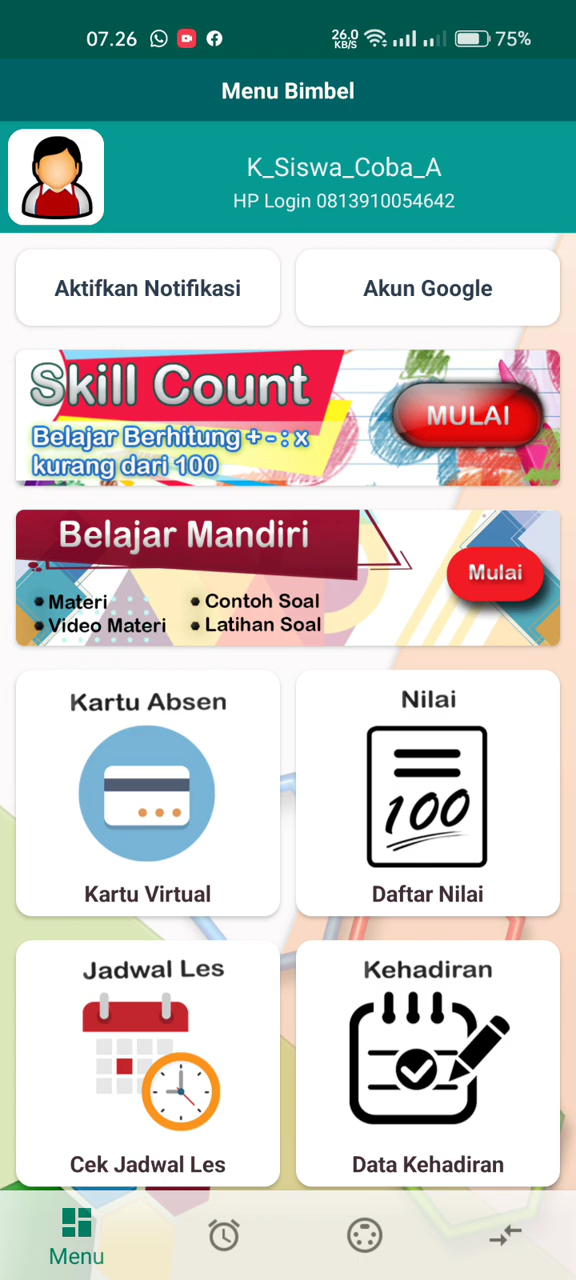 07.26
26.0
KB/S
75%
Menu Bimbel
K_Siswa_Coba_A
HP Login 0813910054642
Aktifkan Notifikasi
Akun Google
Skill Count
Belajar Berhitung + - : x
kurang dari 100
MULAI
Belajar Mandiri
Materi
Contoh Soal
Video Materi
Latihan Soal
Mulai
Kartu Absen
Kartu Virtual
Nilai
100
Daftar Nilai
Jadwal Les
Cek Jadwal Les
Kehadiran
Data Kehadiran
Menu